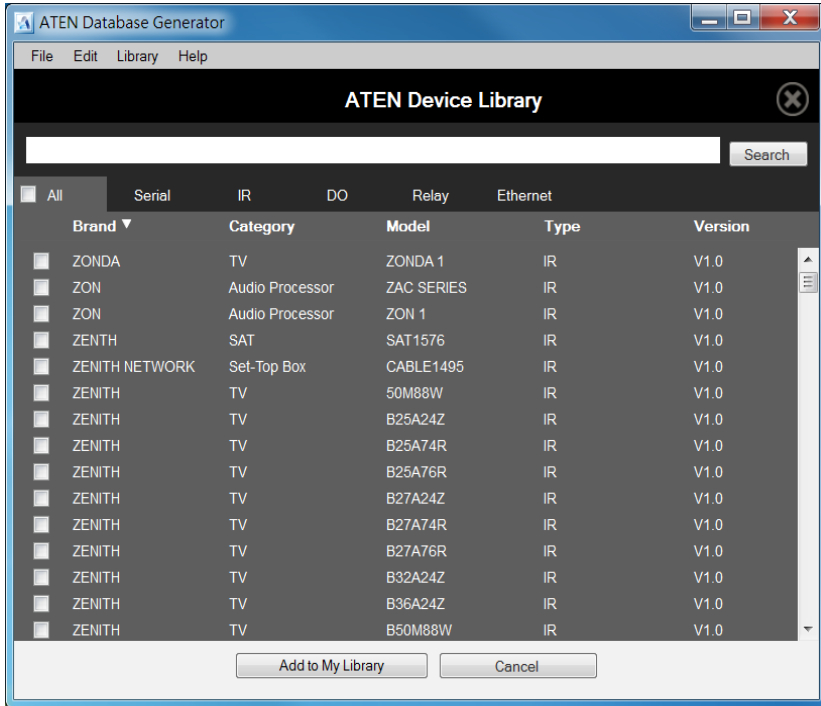 ATEN Database Generator
File Edit Library Help
ATEN Device Library
Search
All Serial IR DO Relay Ethernet
Brand ▼ Category Model Type Version
ZONDA TV ZONDA 1 IR V1.0
ZON Audio Processor ZAC SERIES IR V1.0
ZON Audio Processor ZON 1 IR V1.0
ZENTH SAT SAT1576 IR V1.0
ZENITH NETWORK Set-Top Box CABLE1495 IR V1.0
ZENITH TV 50M88W IR V1.0
ZENITH TV B25A24Z IR V1.0
ZENITH TV B25A74R IR V1.0
ZENITH TV B25A76R IR V1.0
ZENITH TV B27A24Z IR V1.0
ZENITH TV B27A74R IR V1.0
ZENITH TV B27A76R IR V1.0
ZENITH TV B32A24Z IR V1.0
ZENITH TV B36A24Z IR V1.0
ZENITH TV B50M88W IR V1.0
Add to My Library Cancel